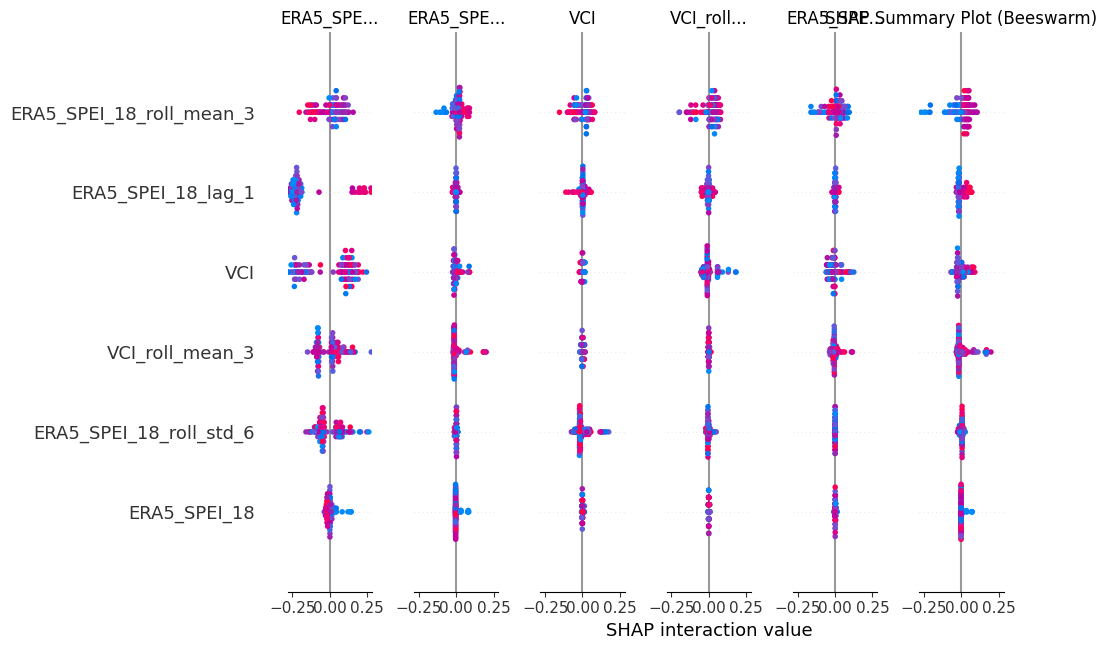 ERA5_SPE... ERA5_SPE... VCI VCI_roll... ERA5_SPE... SHAP Summary Plot (Beeswarm)
ERA5_SPEI_18_roll_mean_3
ERA5_SPEI_18_lag_1
VCI
VCI_roll_mean_3
ERA5_SPEI_18_roll_std_6
ERA5_SPEI_18
−0.25 0.00 0.25 −0.25 0.00 0.25 −0.25 0.00 0.25 −0.25 0.00 0.25 −0.25 0.00 0.25 −0.25 0.00 0.25
SHAP interaction value